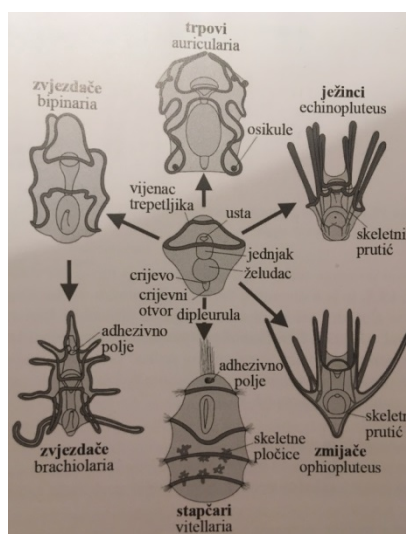 trpovi
auricularia
zvjezdače
bipinaria
ježinci
echinopluteus
osikule
vijenac
trepetljika
usta
skeletni
prutić
jednjak
želudac
crijevo
crijevni
otvor
dipleurula
adhezivno
polje
adhezivno
polje
skeletne
pločice
skeletni
prutić
zvjezdače
brachiolaria
zmijače
ophiopluteus
stapčari
vitellaria